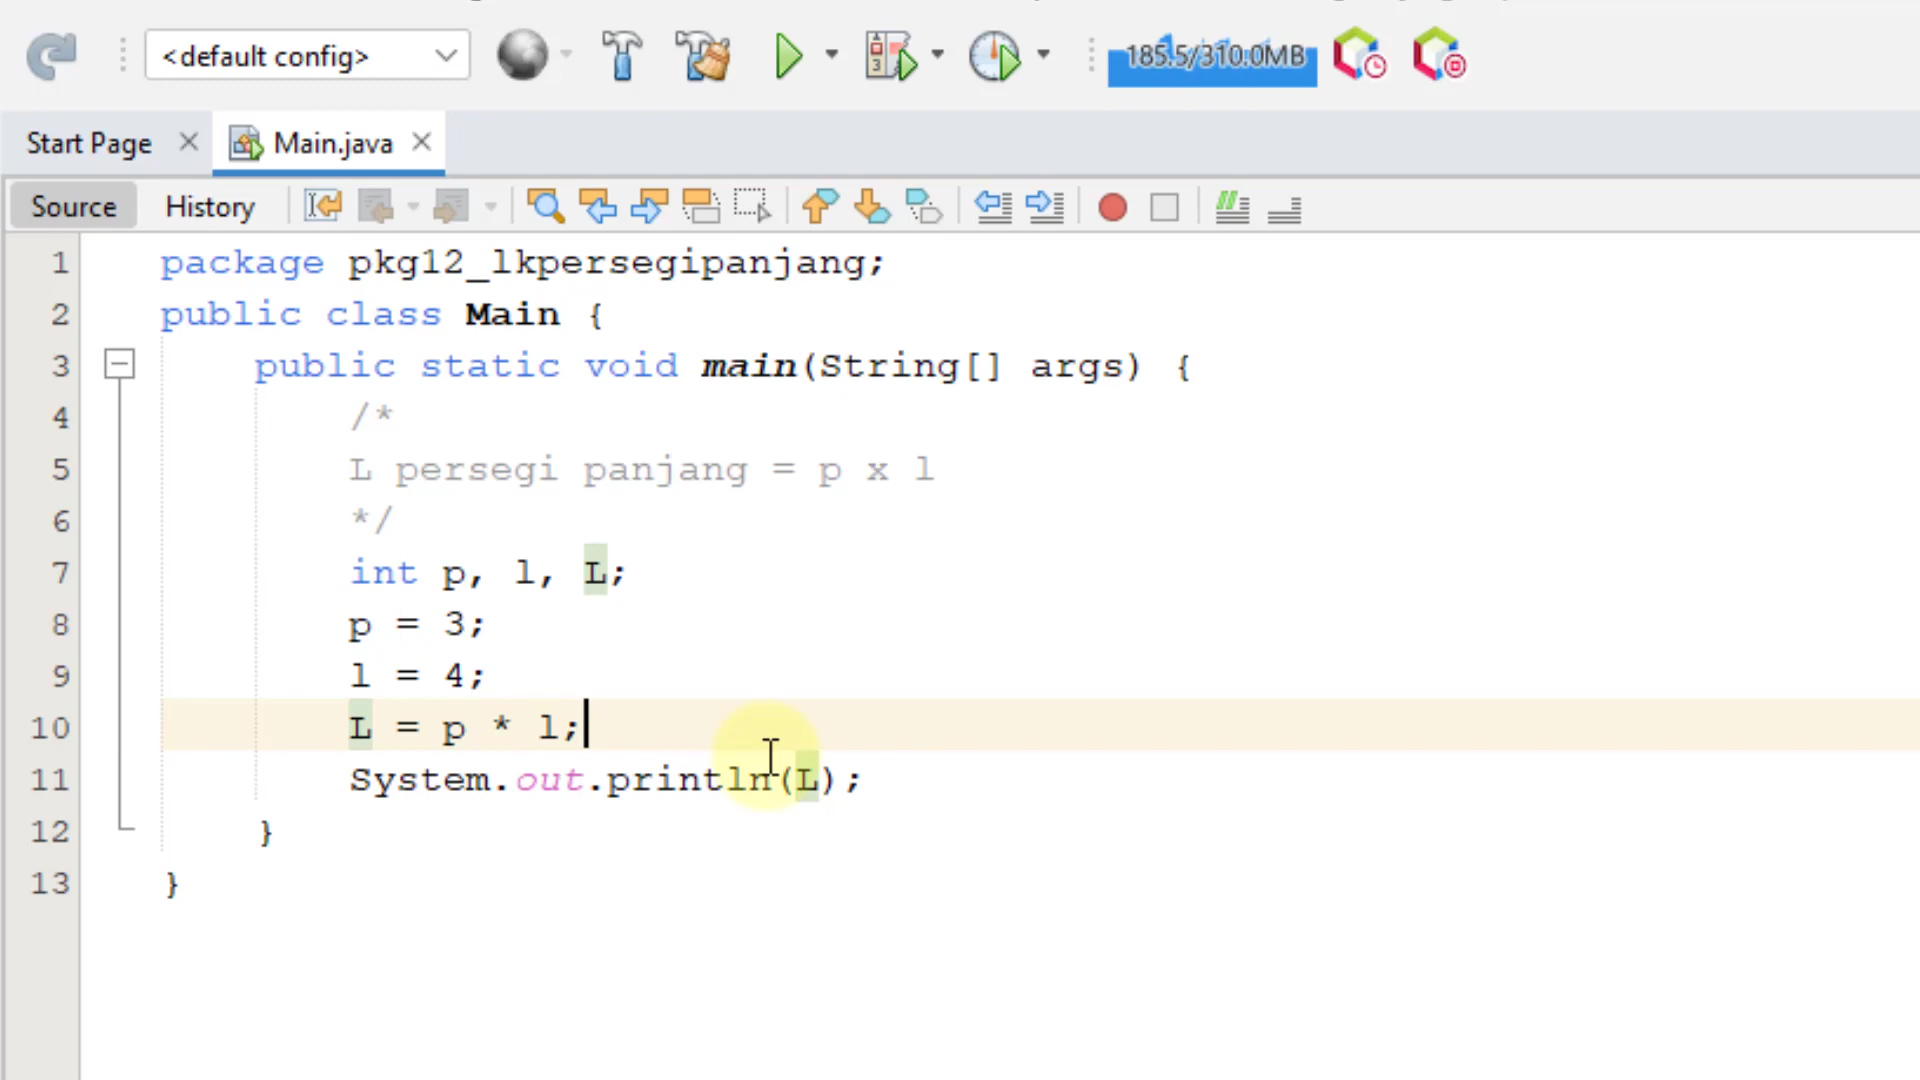 <default config>
185.5/310.0MB
Start Page
Main.java
Source
History
1 package pkg12_lkpersegipanjang;
2 public class Main {
3 public static void main(String[] args) {
4 /*
5 L persegi panjang = p x l
6 */
7 int p, l, L;
8 p = 3;
9 l = 4;
10 L = p * l;
11 System.out.println(L);
12 }
13 }